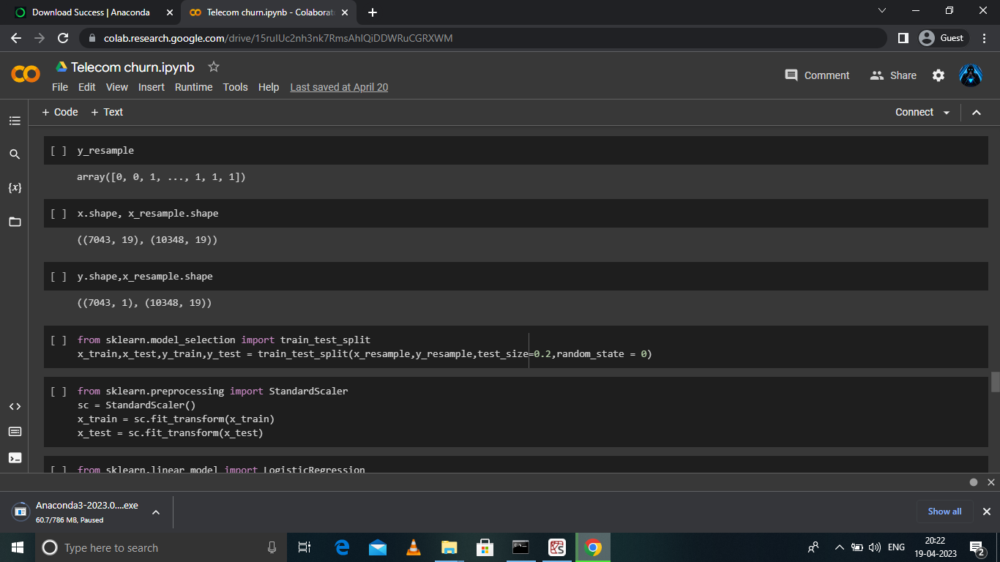 Download Success | Anaconda
Telecom churn.ipynb - Colaborat
colab.research.google.com/drive/15rulUc2nh3nk7RmsAhlQiDDWRuCGRXWM
Guest
Telecom churn.ipynb
Comment
Share
File Edit View Insert Runtime Tools Help Last saved at April 20
+ Code + Text
Connect
[ ] y_resample
array([0, 0, 1, ..., 1, 1, 1])
[ ] x.shape, x_resample.shape
((7043, 19), (10348, 19))
[ ] y.shape,x_resample.shape
((7043, 1), (10348, 19))
[ ] from sklearn.model_selection import train_test_split
x_train,x_test,y_train,y_test = train_test_split(x_resample,y_resample,test_size=0.2,random_state = 0)
[ ] from sklearn.preprocessing import StandardScaler
sc = StandardScaler()
x_train = sc.fit_transform(x_train)
x_test = sc.fit_transform(x_test)
[ ] from sklearn.linear_model import LogisticRegression
{x}
Anaconda3-2023.0....exe
60.7/786 MB, Paused
Show all
Type here to search
ENG
20:22
19-04-2023
2